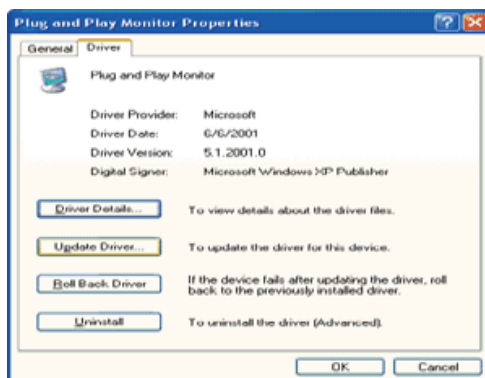 Plug and Play Monitor Properties
General Driver
Plug and Play Monitor
Driver Provider: Microsoft
Driver Date: 6/6/2001
Driver Version: 5.1.2001.0
Digital Signer: Microsoft Windows XP Publisher
Driver Details... To view details about the driver files.
Update Driver... To update the driver for this device.
Roll Back Driver If the device fails after updating the driver, roll
back to the previously installed driver.
Uninstall To uninstall the driver (Advanced).
OK Cancel